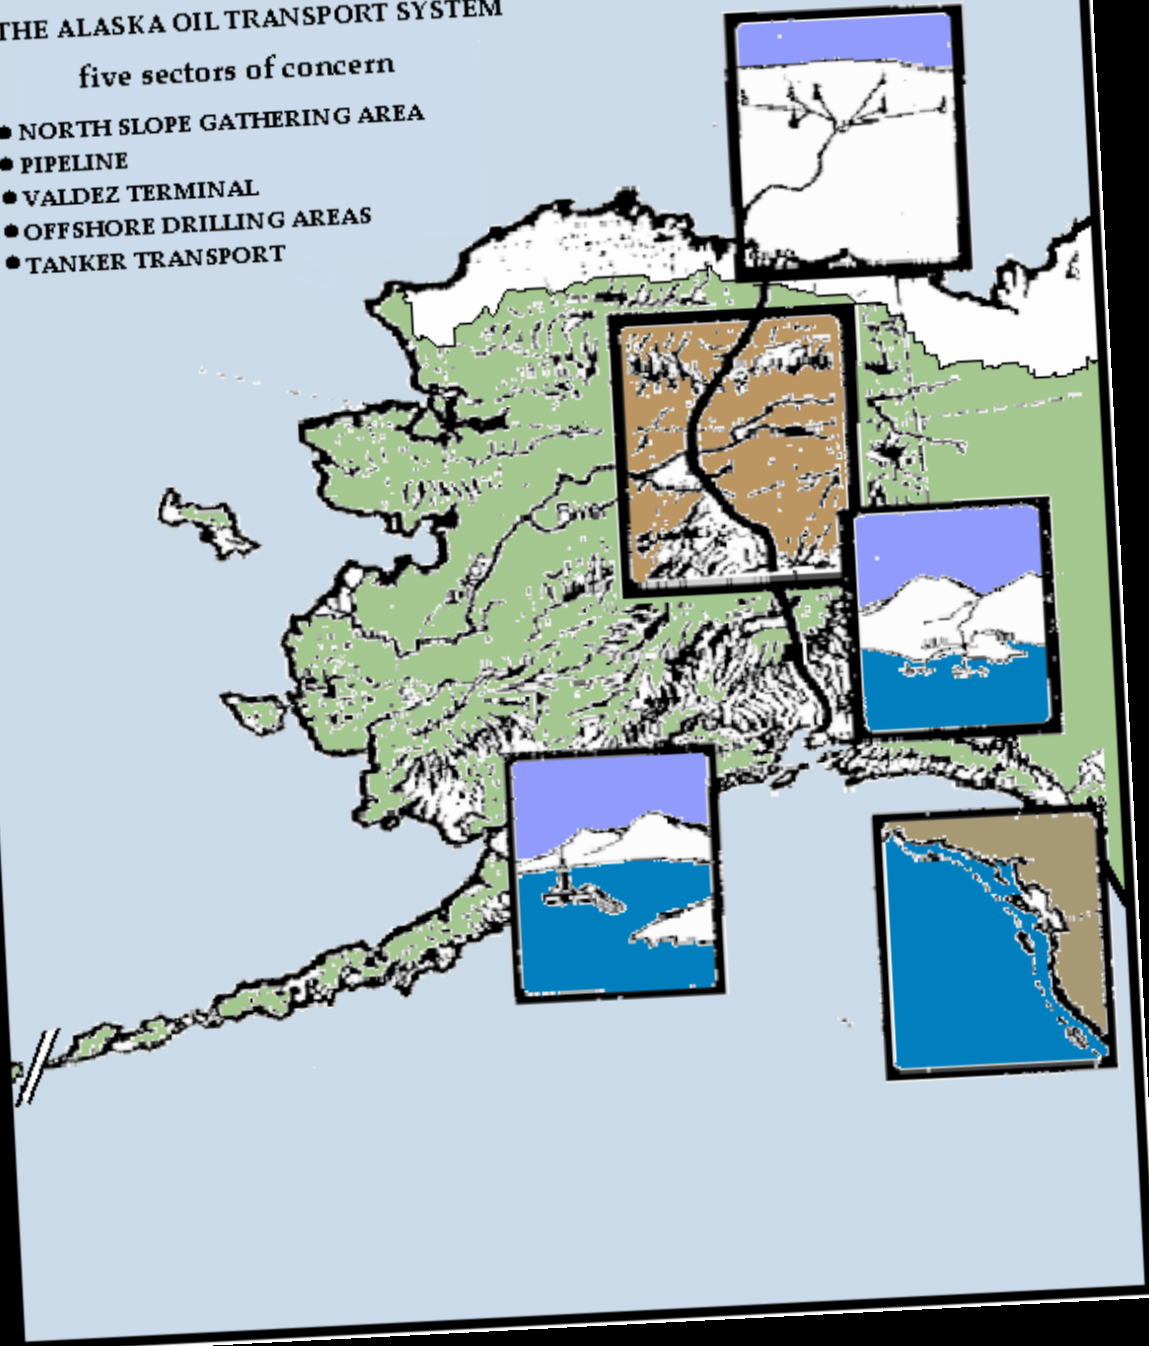 THE ALASKA OIL TRANSPORT SYSTEM
five sectors of concern
● NORTH SLOPE GATHERING AREA
● PIPELINE
● VALDEZ TERMINAL
● OFFSHORE DRILLING AREAS
● TANKER TRANSPORT
River